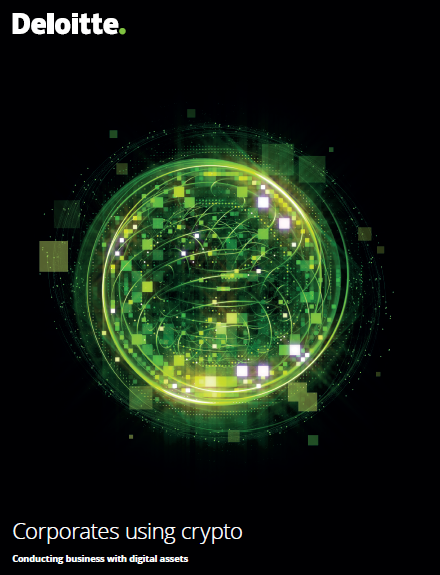 Deloitte.
Corporates using crypto
Conducting business with digital assets